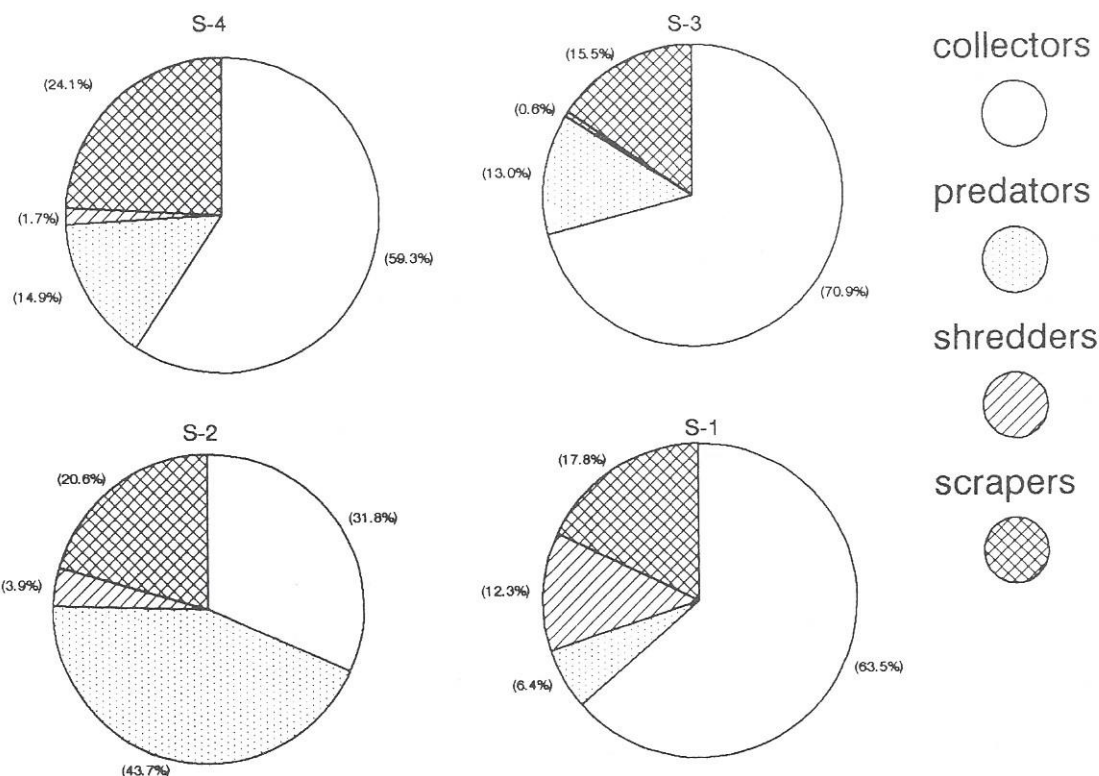 S-4
(24.1%)
(1.7%)
(14.9%)
(59.3%)
S-3
(15.5%)
(0.6%)
(13.0%)
(70.9%)
S-2
(20.6%)
(3.9%)
(43.7%)
(31.8%)
S-1
(17.8%)
(12.3%)
(6.4%)
(63.5%)
collectors
predators
shredders
scrapers